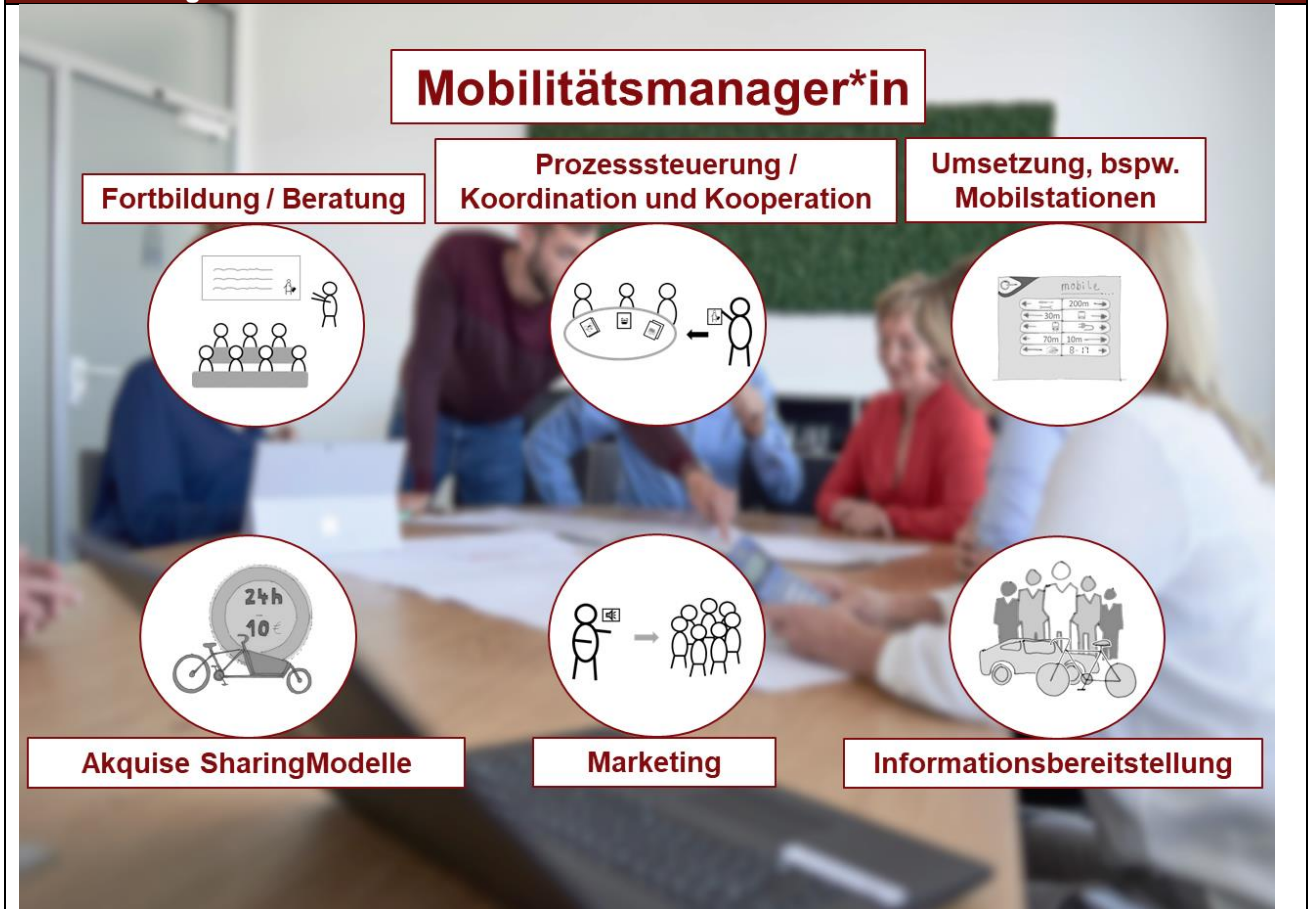 Mobilitätsmanager*in
Fortbildung / Beratung
Prozesssteuerung /
Koordination und Kooperation
Umsetzung, bspw.
Mobilstationen
mobile
200m
30m
70m 10m
8-17
24h
10€
Akquise SharingModelle
Marketing
Informationsbereitstellung